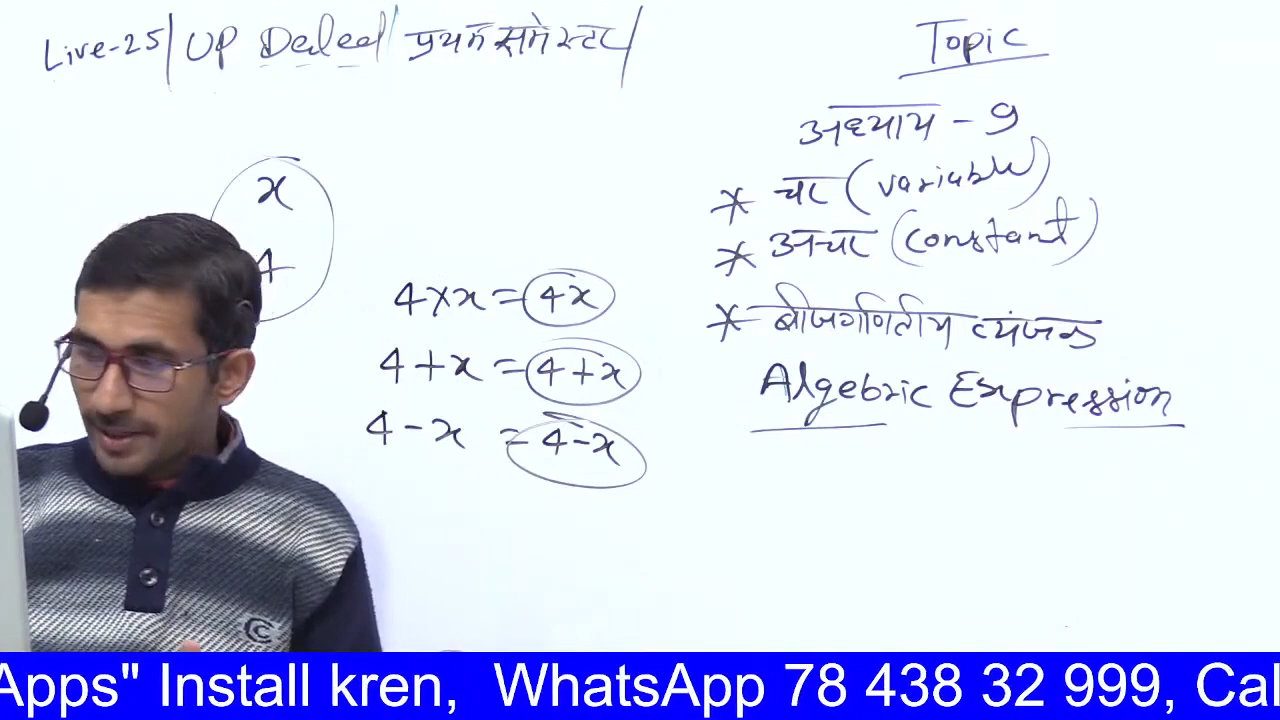 Live-25/ UP Deled/ प्रथम समेस्टर/
x
4
4×x = 4x
4+x = 4+x
4-x = 4-x
Topic
अध्याय - 9
* चर (variable)
* अचर (constant)
* बीजगणितीय व्यंजक
Algebric Expression
Apps" Install kren, WhatsApp 78 438 32 999, Cal
C